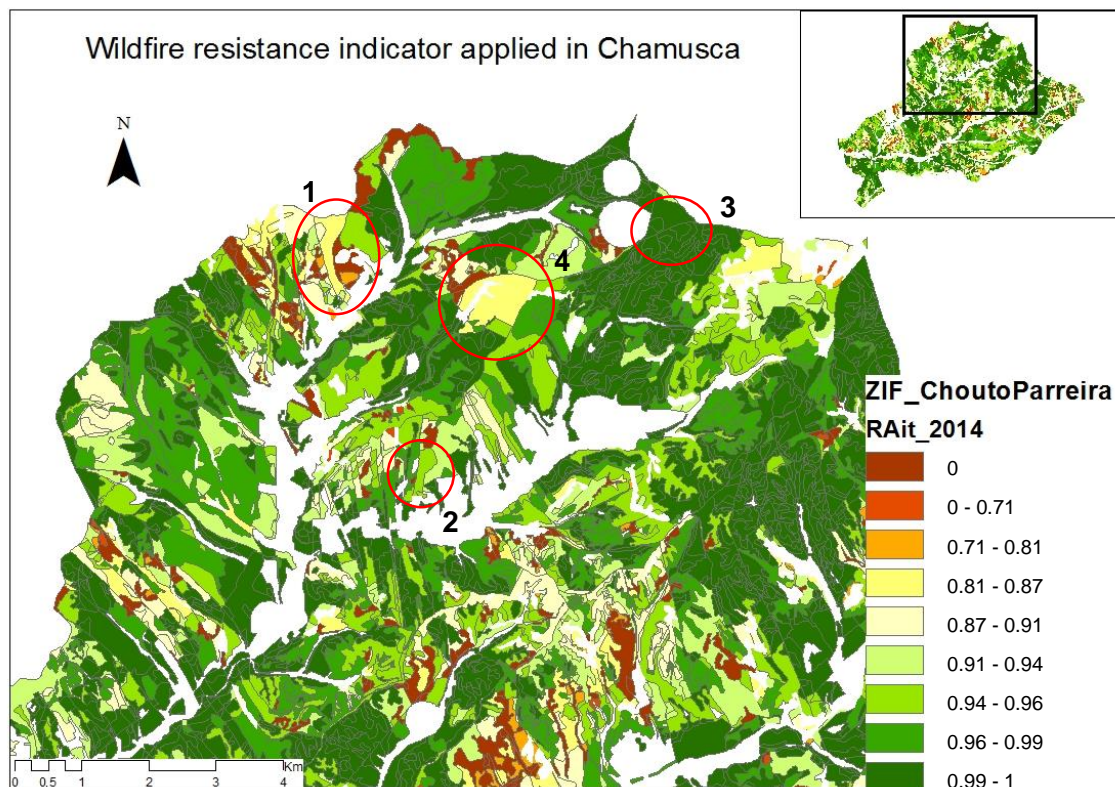 Wildfire resistance indicator applied in Chamusca
N
1
3
4
2
ZIF_ChoutoParreira
RAit_2014
0
0 - 0.71
0.71 - 0.81
0.81 - 0.87
0.87 - 0.91
0.91 - 0.94
0.94 - 0.96
0.96 - 0.99
0.99 - 1
Km
0 0.5 1 2 3 4